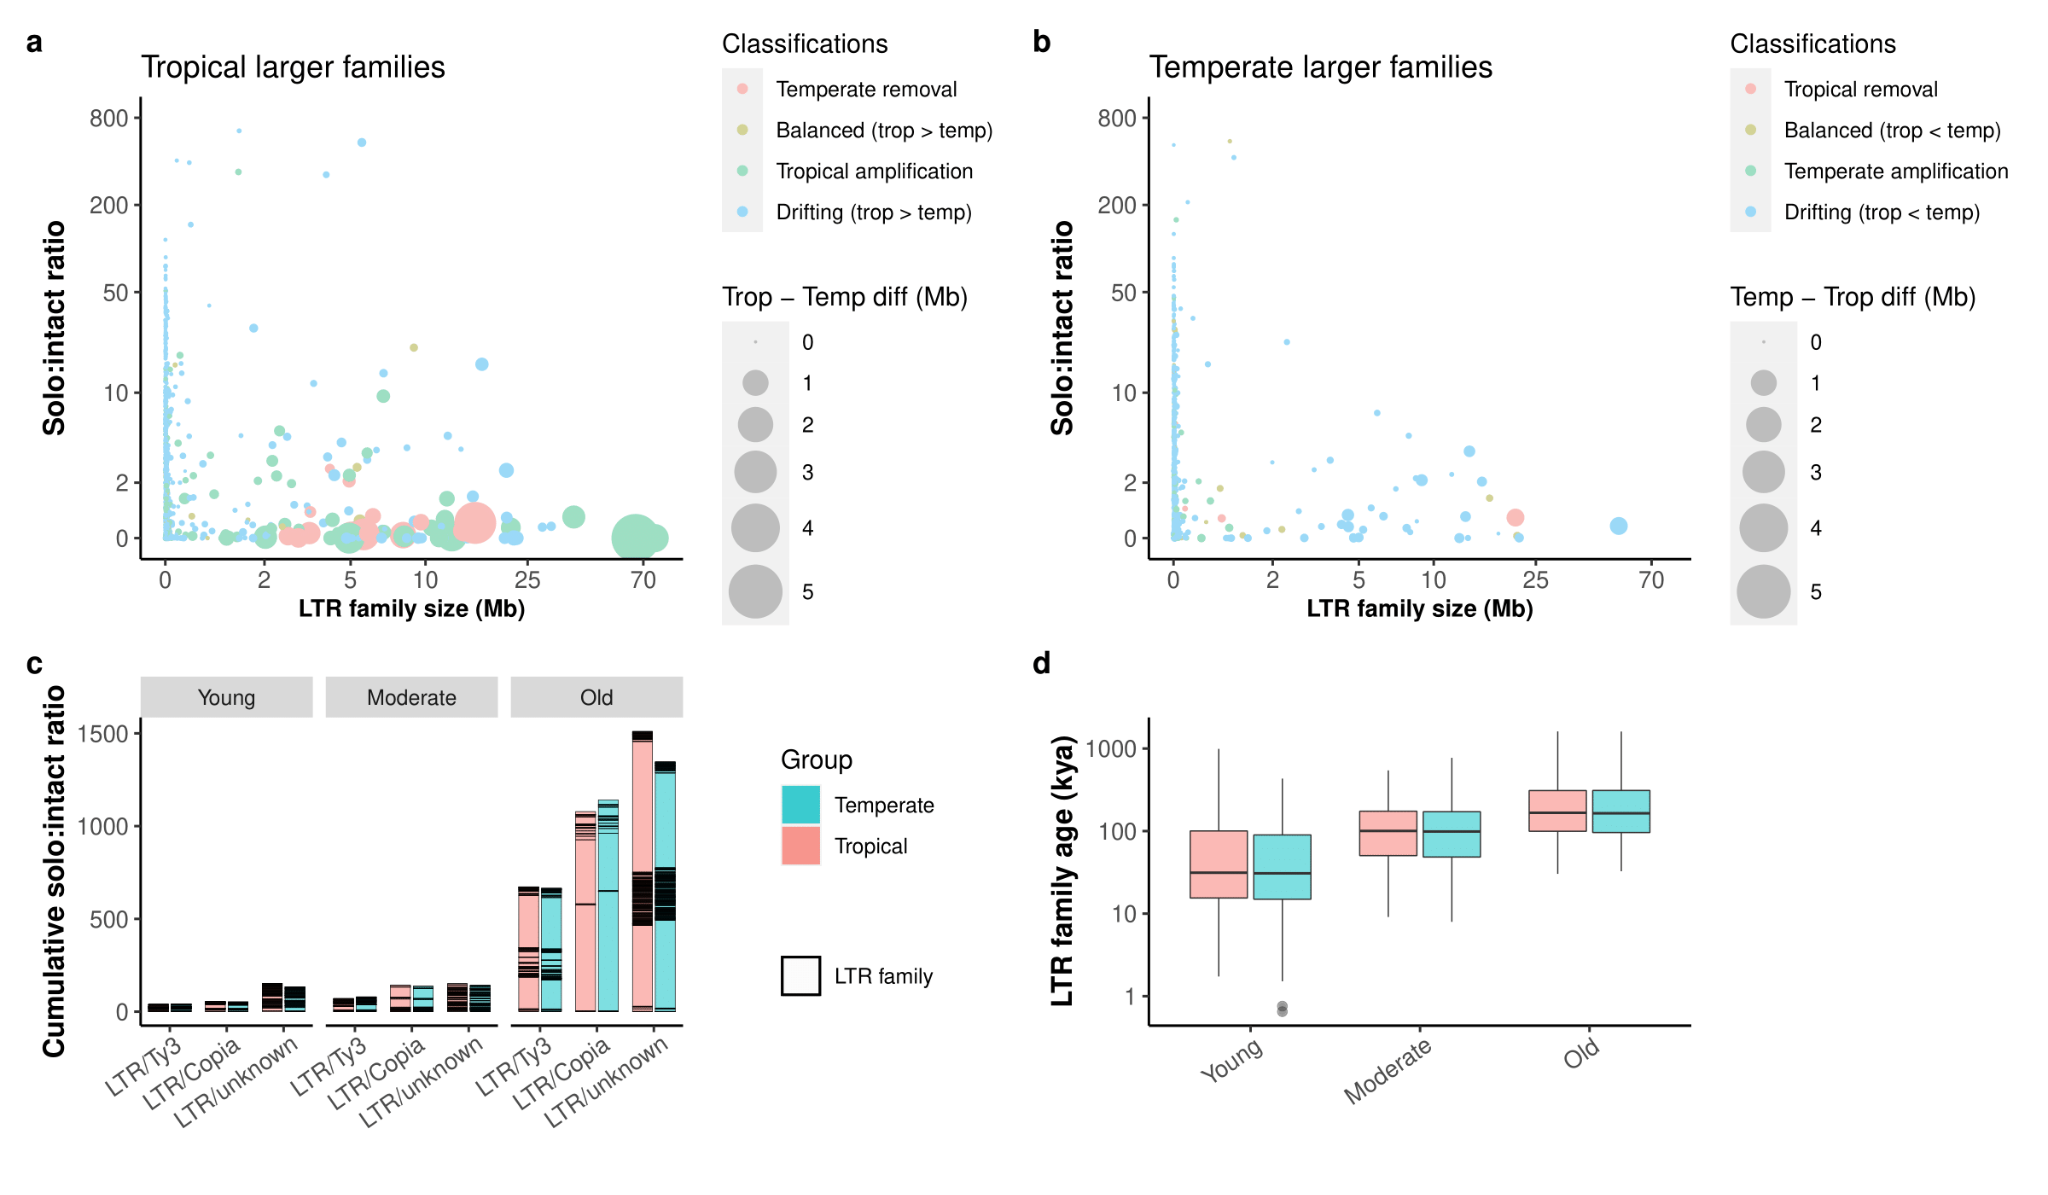 a
Tropical larger families
Solo:intact ratio
800
200
50
10
2
0
0
2
5
10
25
70
LTR family size (Mb)
Classifications
Temperate removal
Balanced (trop > temp)
Tropical amplification
Drifting (trop > temp)
Trop − Temp diff (Mb)
0
1
2
3
4
5
b
Temperate larger families
Solo:intact ratio
800
200
50
10
2
0
0
2
5
10
25
70
LTR family size (Mb)
Classifications
Tropical removal
Balanced (trop < temp)
Temperate amplification
Drifting (trop < temp)
Temp − Trop diff (Mb)
0
1
2
3
4
5
c
Cumulative solo:intact ratio
Young
Moderate
Old
1500
1000
500
0
LTR/Ty3
LTR/Copia
LTR/unknown
LTR/Ty3
LTR/Copia
LTR/unknown
LTR/Ty3
LTR/Copia
LTR/unknown
Group
Temperate
Tropical
LTR family
d
LTR family age (kya)
1000
100
10
1
Young
Moderate
Old